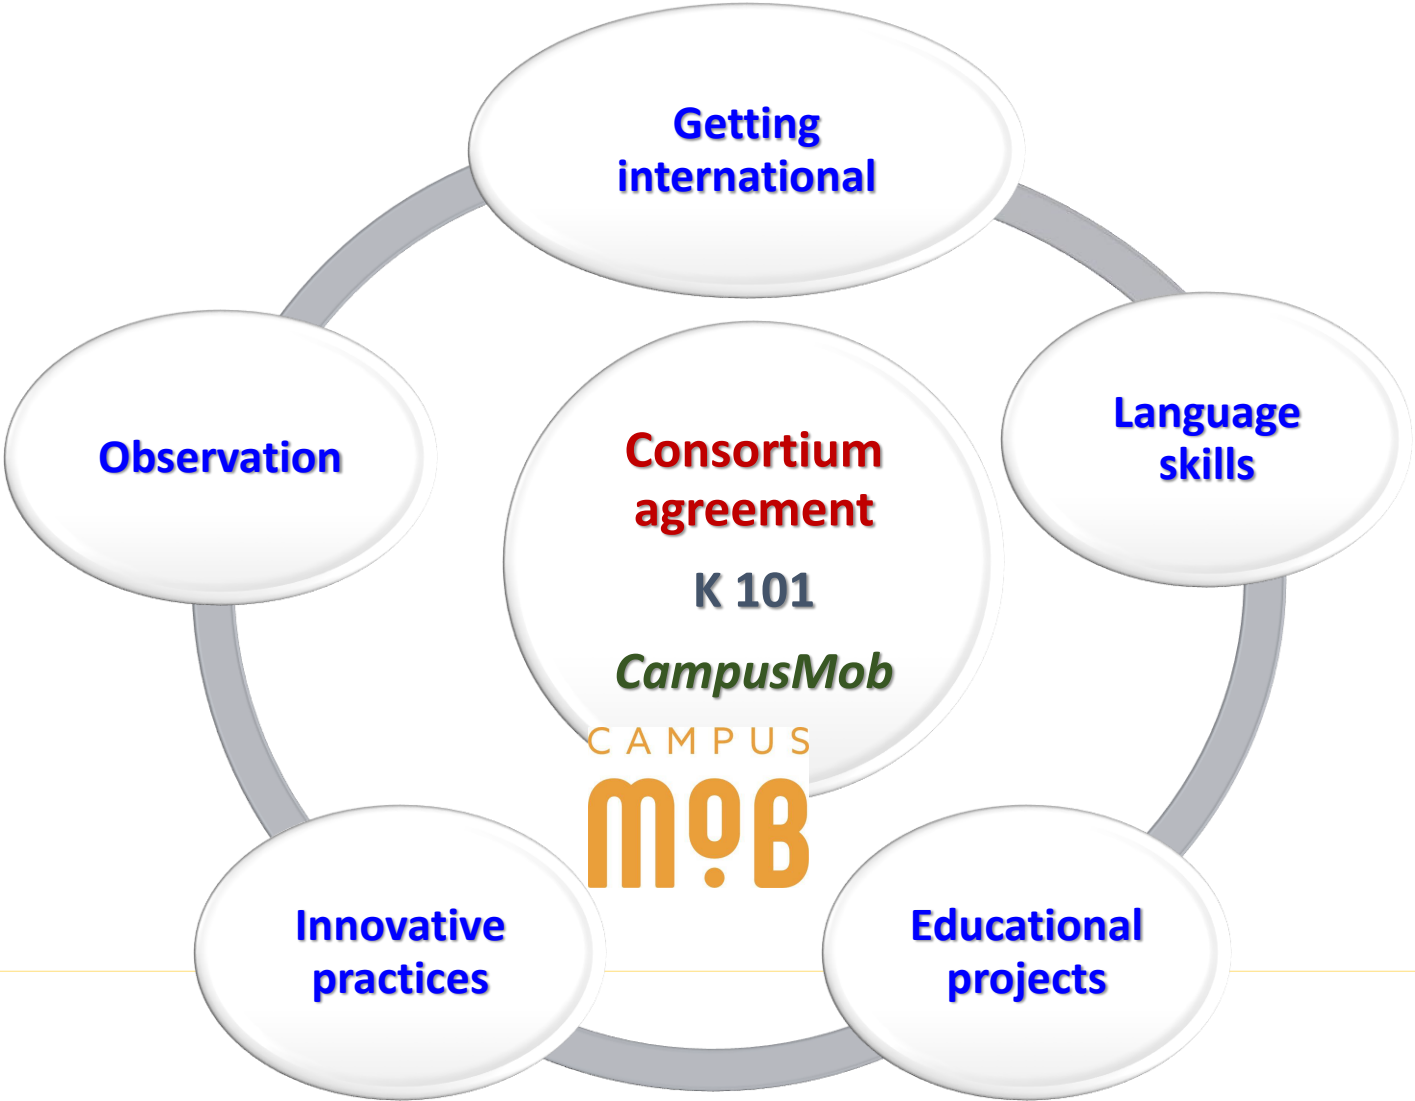 Getting
international
Language
skills
Observation
Consortium
agreement
K 101
CampusMob
CAMPUS
MOB
Innovative
practices
Educational
projects